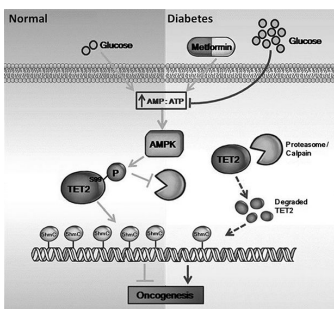 Normal
Diabetes
Glucose
Metformin
Glucose
↑ AMP:ATP
AMPK
S99
P
TET2
Proteasome/
Calpain
TET2
Degraded
TET2
5hmC
5hmC
5hmC
5hmC
5hmC
5hmC
Oncogenesis